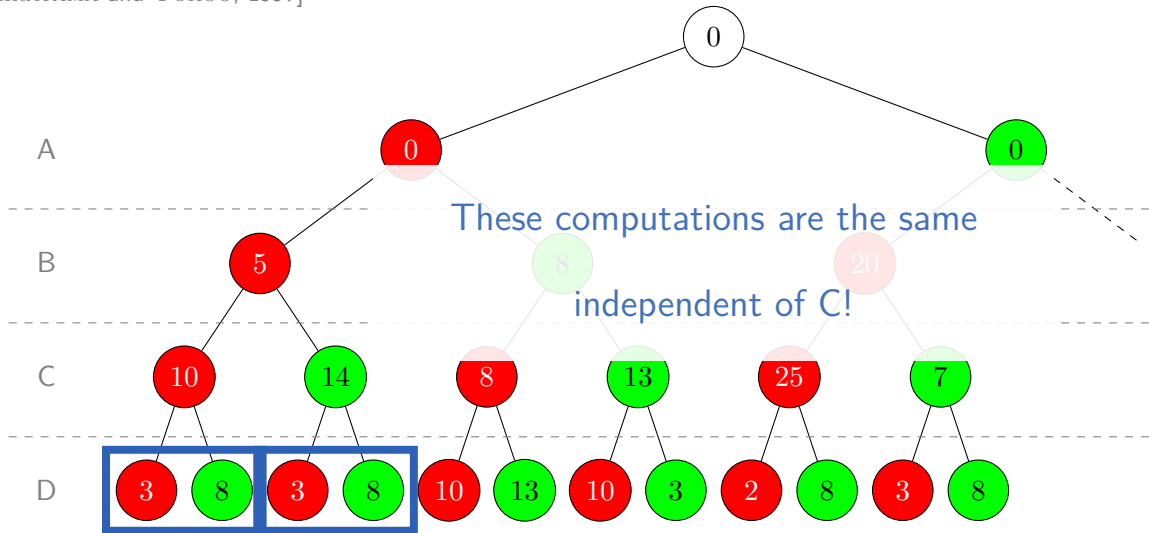 0
A 0 0
These computations are the same
B 5 8 20
independent of C!
C 10 14 8 13 25 7
D 3 8 3 8 10 13 10 3 2 8 3 8